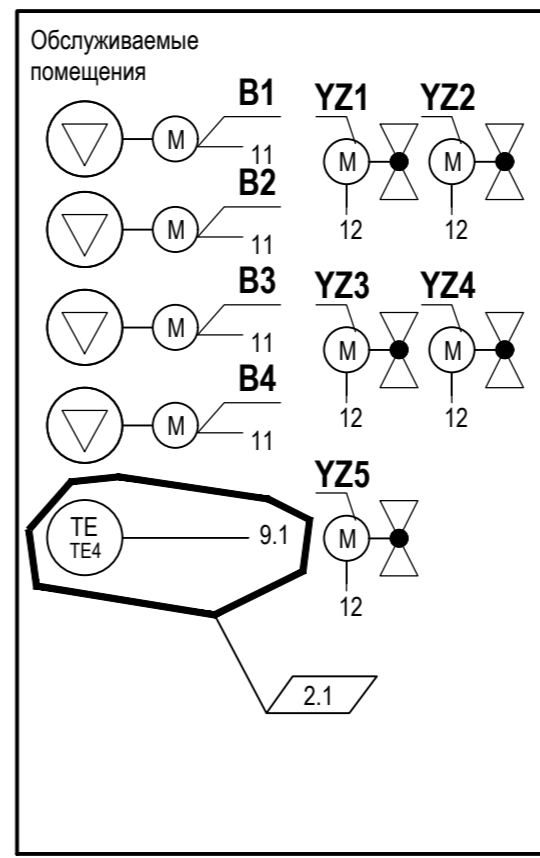 Обслуживаемые
помещения
B1 YZ1 YZ2
M 11 M M
B2 12 12
M 11
B3 YZ3 YZ4
M 11 M M
B4 12 12
M 11
YZ5
TE
TE4 9.1 M
12
2.1